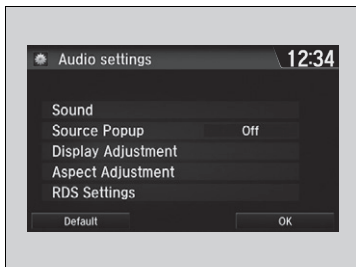 Audio settings 12:34
Sound
Source Popup Off
Display Adjustment
Aspect Adjustment
RDS Settings
Default OK